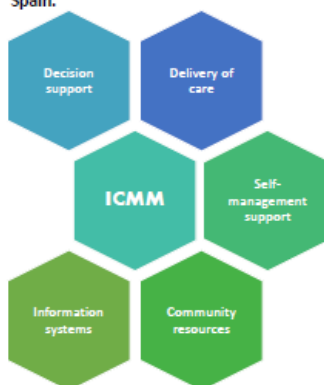 Spain.
Decision
support
Delivery of
care
ICMM
Self-
management
support
Information
systems
Community
resources